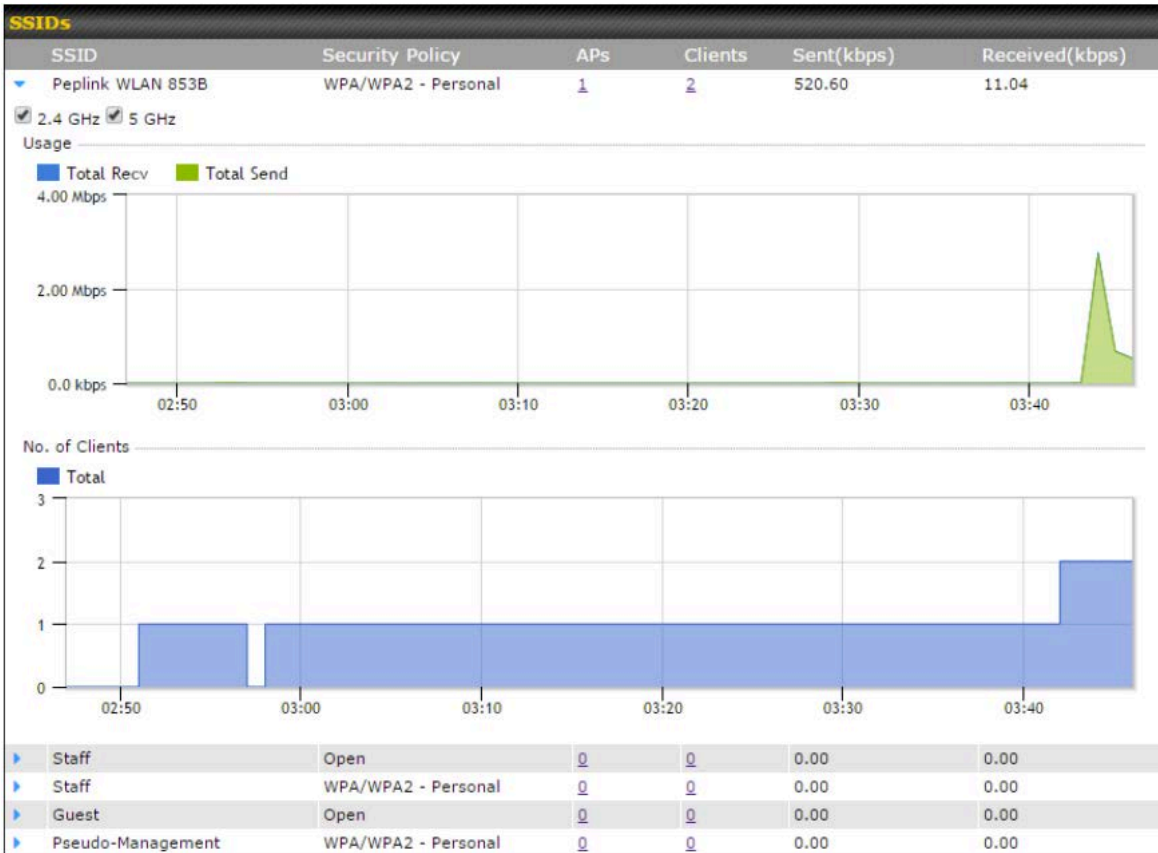 SSIDs
SSID Security Policy APs Clients Sent(kbps) Received(kbps)
Peplink WLAN 853B WPA/WPA2 - Personal 1 2 520.60 11.04
2.4 GHz 5 GHz
Usage
Total Recv Total Send
4.00 Mbps
2.00 Mbps
0.0 kbps
02:50 03:00 03:10 03:20 03:30 03:40
No. of Clients
Total
3
2
1
0
02:50 03:00 03:10 03:20 03:30 03:40
Staff Open 0 0 0.00 0.00
Staff WPA/WPA2 - Personal 0 0 0.00 0.00
Guest Open 0 0 0.00 0.00
Pseudo-Management WPA/WPA2 - Personal 0 0 0.00 0.00